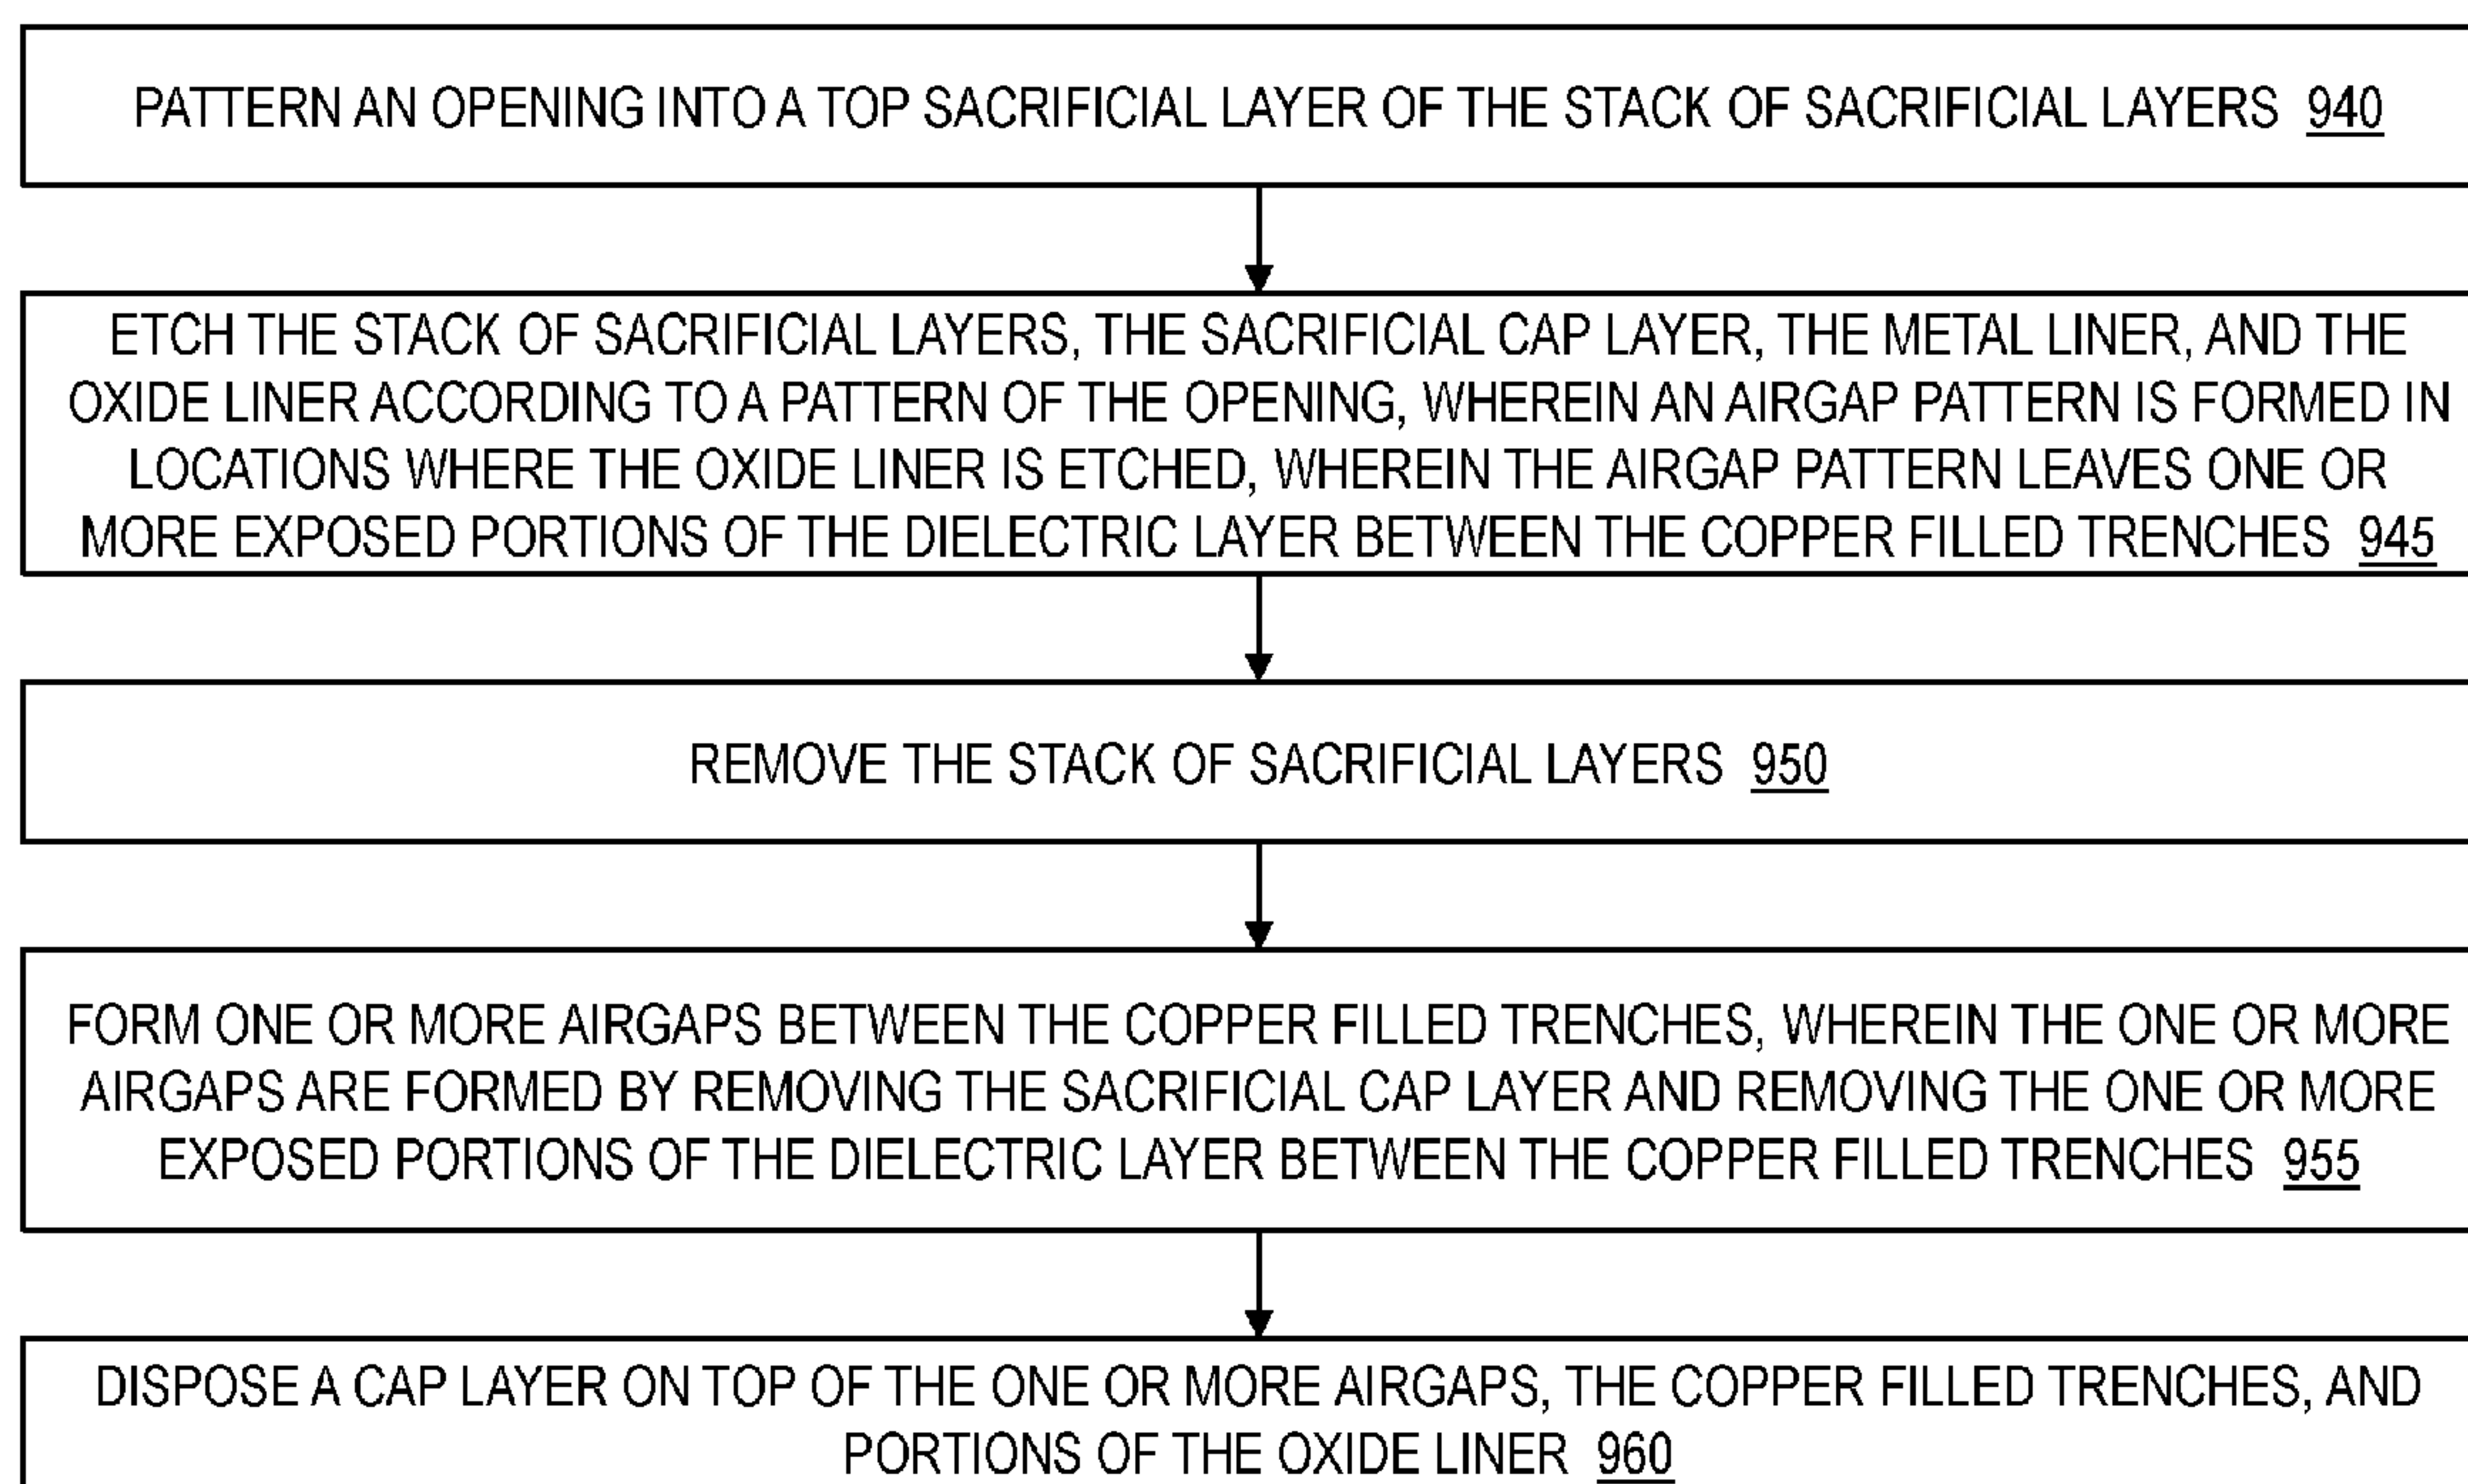 PATTERN AN OPENING INTO A TOP SACRIFICIAL LAYER OF THE STACK OF SACRIFICIAL LAYERS 940
ETCH THE STACK OF SACRIFICIAL LAYERS, THE SACRIFICIAL CAP LAYER, THE METAL LINER, AND THE
OXIDE LINER ACCORDING TO A PATTERN OF THE OPENING, WHEREIN AN AIRGAP PATTERN IS FORMED IN
LOCATIONS WHERE THE OXIDE LINER IS ETCHED, WHEREIN THE AIRGAP PATTERN LEAVES ONE OR
MORE EXPOSED PORTIONS OF THE DIELECTRIC LAYER BETWEEN THE COPPER FILLED TRENCHES 945
REMOVE THE STACK OF SACRIFICIAL LAYERS 950
FORM ONE OR MORE AIRGAPS BETWEEN THE COPPER FILLED TRENCHES, WHEREIN THE ONE OR MORE
AIRGAPS ARE FORMED BY REMOVING THE SACRIFICIAL CAP LAYER AND REMOVING THE ONE OR MORE
EXPOSED PORTIONS OF THE DIELECTRIC LAYER BETWEEN THE COPPER FILLED TRENCHES 955
DISPOSE A CAP LAYER ON TOP OF THE ONE OR MORE AIRGAPS, THE COPPER FILLED TRENCHES, AND
PORTIONS OF THE OXIDE LINER 960